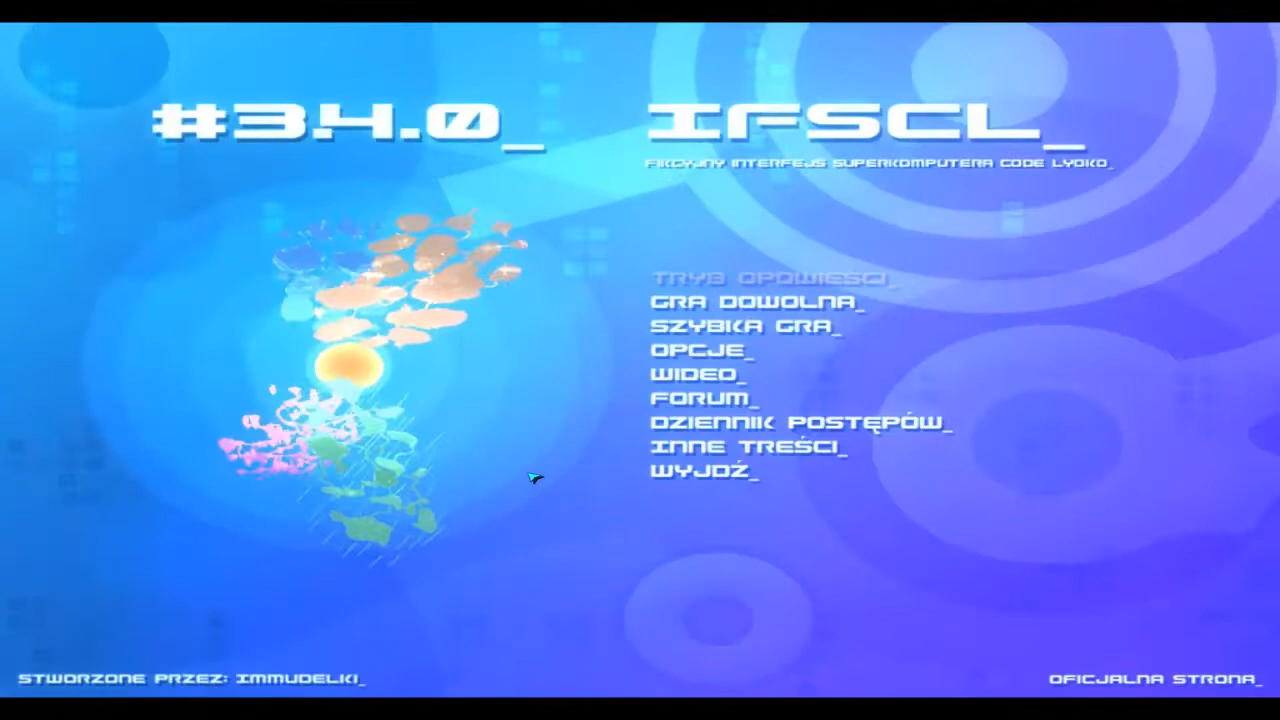 #3.4.0_
IFSCL_
FIKCYJNY INTERFEJS SUPERKOMPUTERA CODE LYOKO_
TRYB OPOWIEŚCI_
GRA DOWOLNA_
SZYBKA GRA_
OPCJE_
WIDEO_
FORUM_
DZIENNIK POSTĘPÓW_
INNE TREŚCI_
WYJDŹ_
STWORZONE PRZEZ: IMMUDELKI_
OFICJALNA STRONA_